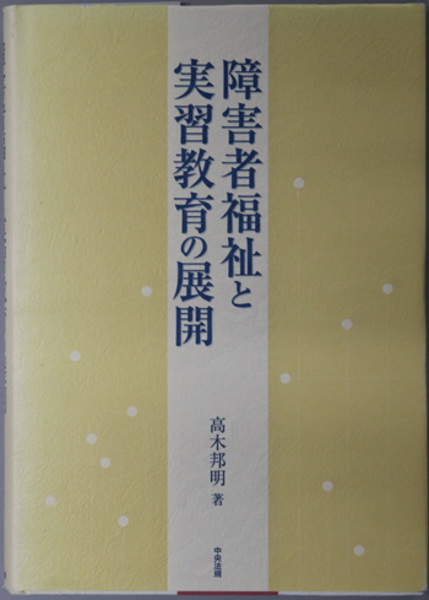 障害者福祉と
実習教育の展開
高木邦明 著
中央法規